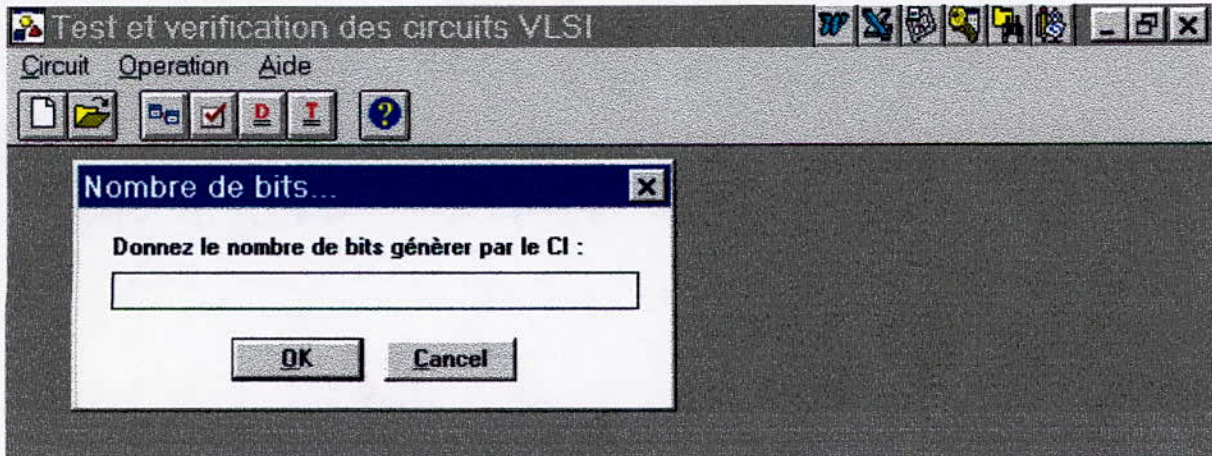 Test et verification des circuits VLSI
Circuit Operation Aide
D T ?
Nombre de bits...
Donnez le nombre de bits génèrer par le CI :
OK Cancel